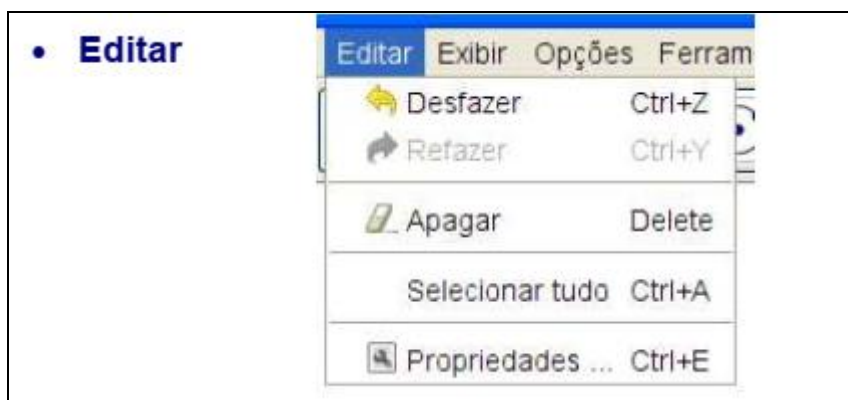 • Editar
Editar Exibir Opções Ferram
Desfazer Ctrl+Z
Refazer Ctrl+Y
Apagar Delete
Selecionar tudo Ctrl+A
Propriedades ... Ctrl+E